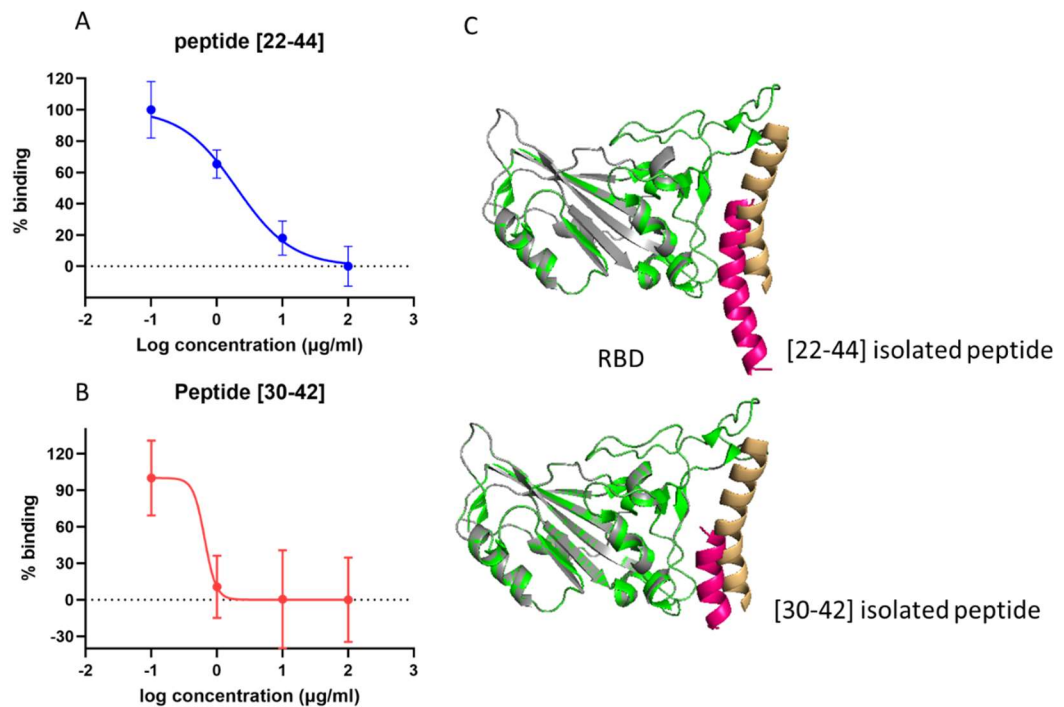 A
peptide [22-44]
120
100
80
60
40
20
0
% binding
-2 -1 0 1 2 3
Log concentration (µg/ml)
B
Peptide [30-42]
120
90
60
30
0
-30
% binding
-2 -1 0 1 2 3
log concentration (µg/ml)
C
RBD
[22-44] isolated peptide
[30-42] isolated peptide